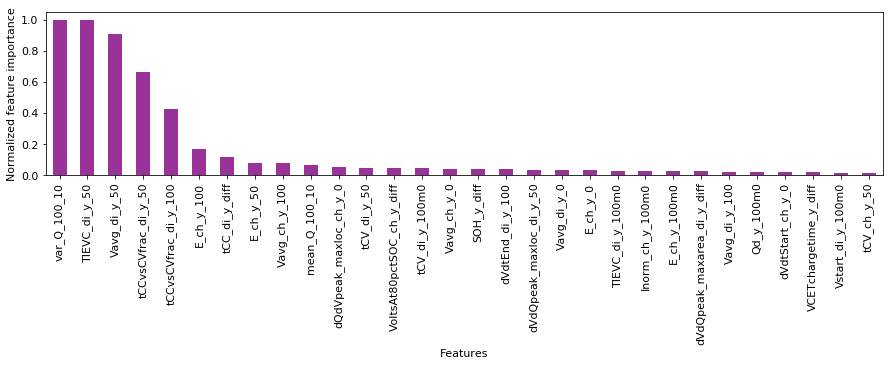 Normalized feature importance
1.0
0.8
0.6
0.4
0.2
0.0
var_Q_100_10
TIEVC_di_y_50
Vavg_di_y_50
tCCvsCVfrac_di_y_50
tCCvsCVfrac_di_y_100
E_ch_y_100
tCC_di_y_diff
E_ch_y_50
Vavg_ch_y_100
mean_Q_100_10
dQdVpeak_maxloc_ch_y_0
tCV_di_y_50
VoltsAt80pctSOC_ch_y_diff
tCV_di_y_100m0
Vavg_ch_y_0
SOH_y_diff
dVdtEnd_di_y_100
dVdQpeak_maxloc_di_y_50
Vavg_di_y_0
E_ch_y_0
TIEVC_di_y_100m0
Inorm_ch_y_100m0
E_ch_y_100m0
dVdQpeak_maxarea_di_y_diff
Vavg_di_y_100
Qd_y_100m0
dVdtStart_ch_y_0
VCETchargetime_y_diff
Vstart_di_y_100m0
tCV_ch_y_50
Features